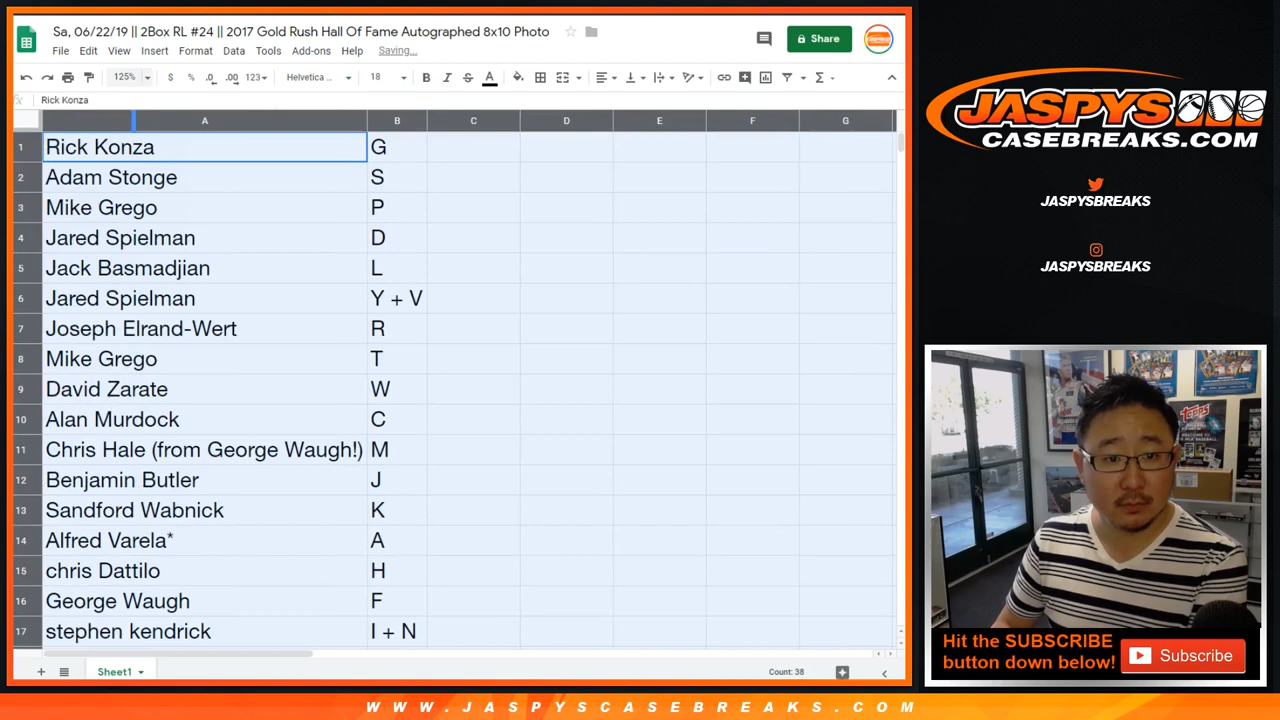 Sa, 06/22/19 || 2Box RL #24 || 2017 Gold Rush Hall Of Fame Autographed 8x10 Photo
File Edit View Insert Format Data Tools Add-ons Help Saving...
Share
125% $ % .0 .00 123 Helvetica ... 18 B I S A
fx Rick Konza
A B C D E F G
1 Rick Konza G
2 Adam Stonge S
3 Mike Grego P
4 Jared Spielman D
5 Jack Basmadjian L
6 Jared Spielman Y + V
7 Joseph Elrand-Wert R
8 Mike Grego T
9 David Zarate W
10 Alan Murdock C
11 Chris Hale (from George Waugh!) M
12 Benjamin Butler J
13 Sandford Wabnick K
14 Alfred Varela* A
15 chris Dattilo H
16 George Waugh F
17 stephen kendrick I + N
Sheet1
Count: 38
JASPYS
CASEBREAKS.COM
JASPYSBREAKS
JASPYSBREAKS
topps
Hit the SUBSCRIBE
button down below!
Subscribe
WWW.JASPYSCASEBREAKS.COM